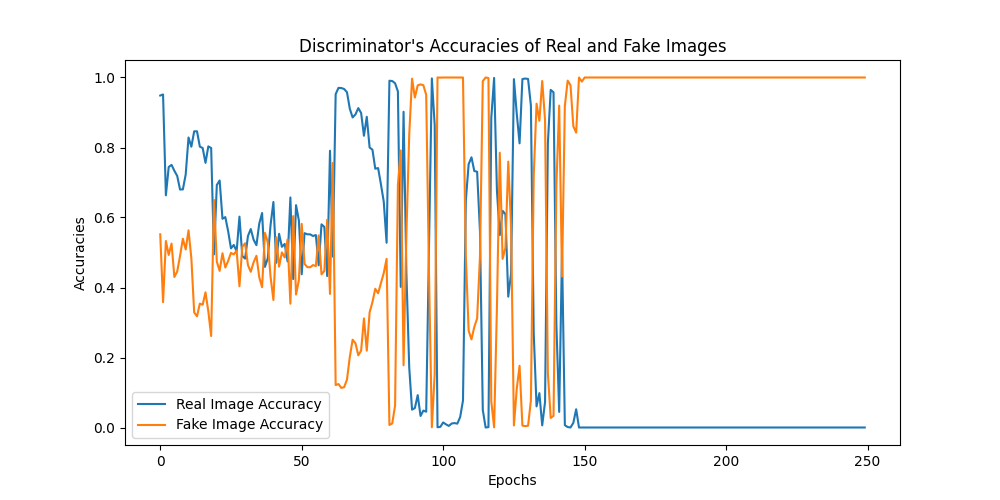 Discriminator's Accuracies of Real and Fake Images
Accuracies
1.0
0.8
0.6
0.4
0.2
0.0
Real Image Accuracy
Fake Image Accuracy
0 50 100 150 200 250
Epochs